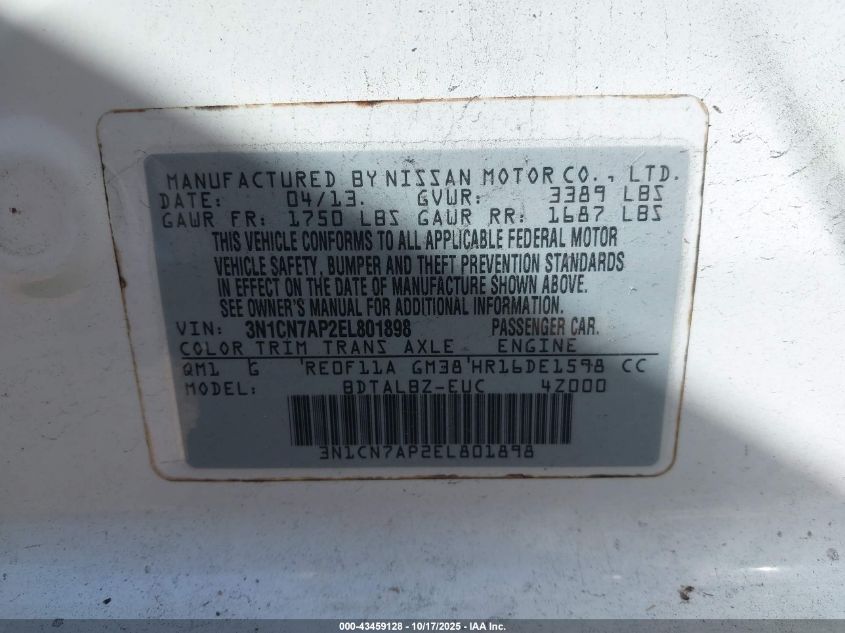 MANUFACTURED BY NISSAN MOTOR CO., LTD.
DATE: 04/13. GVWR: 3389 LBS
GAWR FR: 1750 LBS GAWR RR: 1687 LBS
THIS VEHICLE CONFORMS TO ALL APPLICABLE FEDERAL MOTOR
VEHICLE SAFETY, BUMPER AND THEFT PREVENTION STANDARDS
IN EFFECT ON THE DATE OF MANUFACTURE SHOWN ABOVE.
SEE OWNER'S MANUAL FOR ADDITIONAL INFORMATION.
VIN: 3N1CN7AP2EL801898 PASSENGER CAR.
COLOR TRIM TRANS AXLE ENGINE
QM1 G 'RE0F11A GM38'HR16DE1598 CC
MODEL: BDTALBZ-EUC 4Z000
3N1CN7AP2EL801898
000-43459128 - 10/17/2025 - IAA Inc.